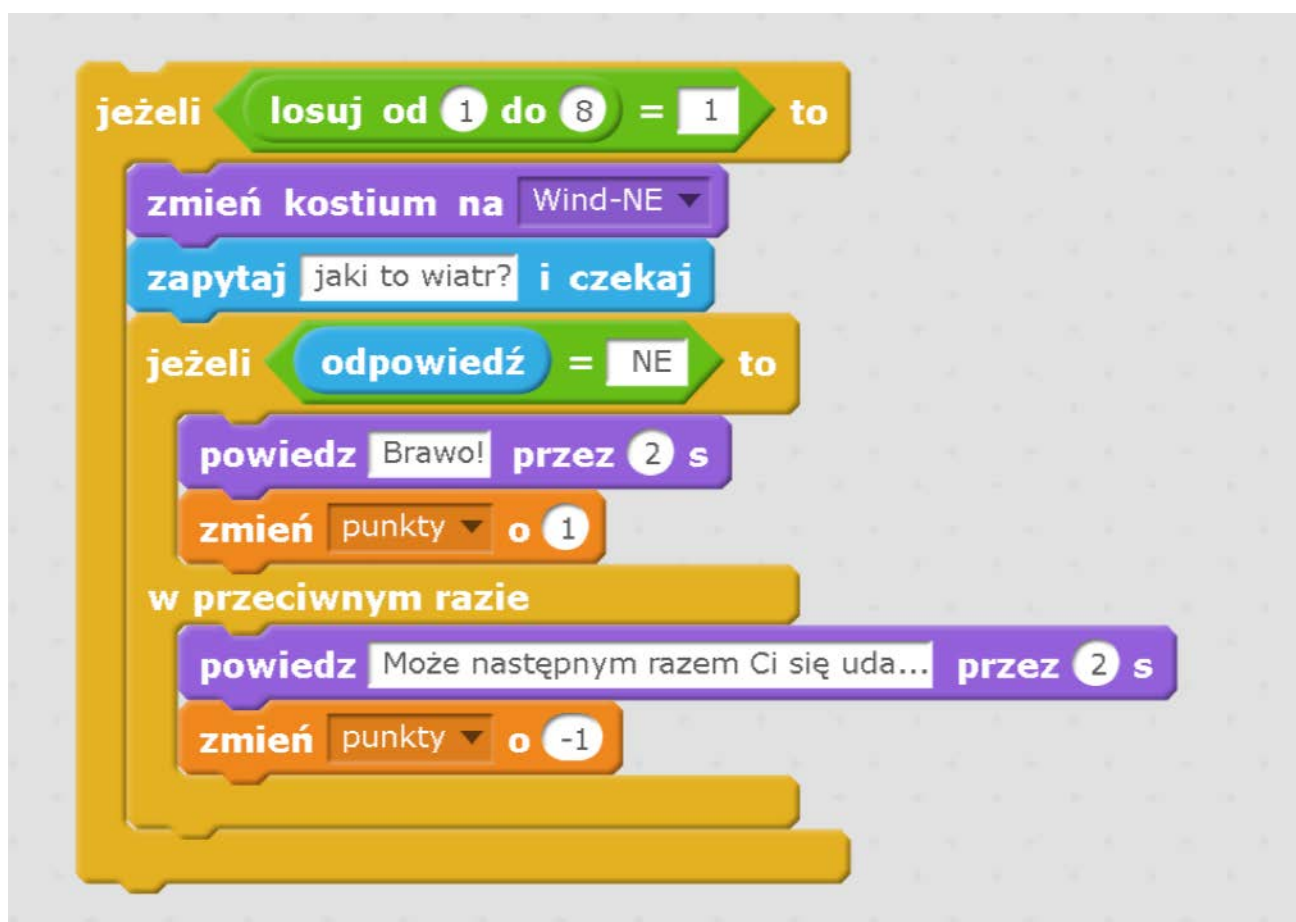 jeżeli losuj od 1 do 8 = 1 to
zmień kostium na Wind-NE
zapytaj jaki to wiatr? i czekaj
jeżeli odpowiedź = NE to
powiedz Brawo! przez 2 s
zmień punkty o 1
w przeciwnym razie
powiedz Może następnym razem Ci się uda... przez 2 s
zmień punkty o -1